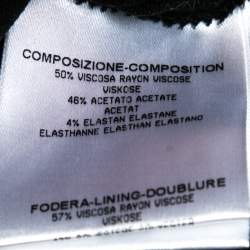 COMPOSIZIONE-COMPOSITION
50% VISCOSA RAYON VISCOSE
VISKOSE
46% ACETATO ACETATE
ACETAT
4% ELASTAN ELASTANE
ELASTHANNE ELASTHAN ELASTANO
FODERA-LINING-DOUBLURE
57% VISCOSA RAYON VISCOSE
VISKOSE